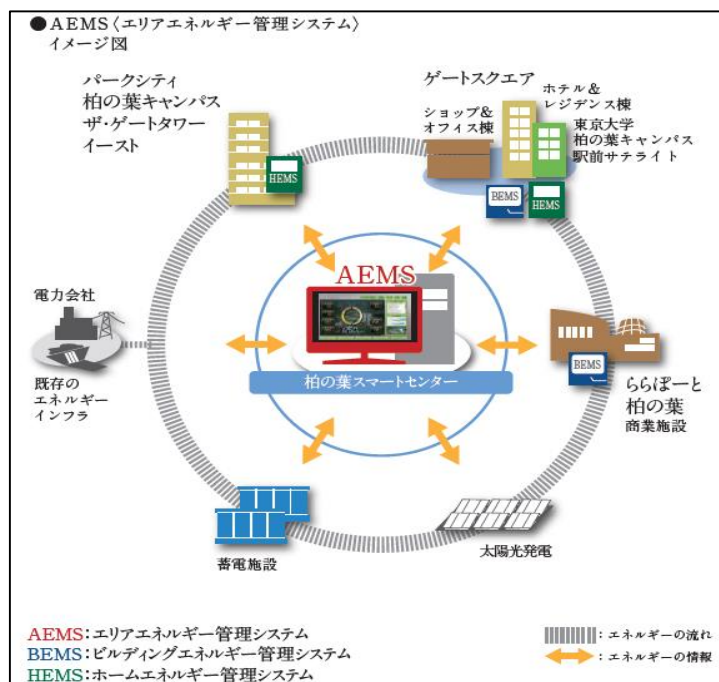 ●AEMS〈エリアエネルギー管理システム〉
イメージ図
パークシティ
柏の葉キャンパス
ザ・ゲートタワー
イースト
HEMS
ゲートスクエア
ショップ&
オフィス棟
ホテル&
レジデンス棟
東京大学
柏の葉キャンパス
駅前サテライト
BEMS
HEMS
AEMS
柏の葉スマートセンター
電力会社
既存の
エネルギー
インフラ
BEMS
ららぽーと
柏の葉
商業施設
蓄電施設
太陽光発電
AEMS:エリアエネルギー管理システム
BEMS:ビルディングエネルギー管理システム
HEMS:ホームエネルギー管理システム
:エネルギーの流れ
:エネルギーの情報